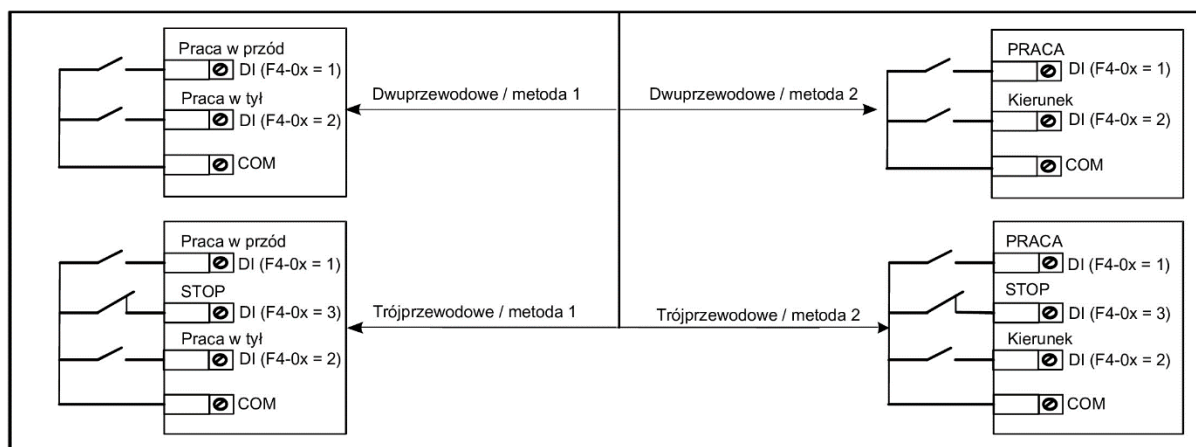 Praca w przód
DI (F4-0x = 1)
Praca w tył
DI (F4-0x = 2)
COM
Dwuprzewodowe / metoda 1
Dwuprzewodowe / metoda 2
PRACA
DI (F4-0x = 1)
Kierunek
DI (F4-0x = 2)
COM
Praca w przód
DI (F4-0x = 1)
STOP
DI (F4-0x = 3)
Praca w tył
DI (F4-0x = 2)
COM
Trójprzewodowe / metoda 1
Trójprzewodowe / metoda 2
PRACA
DI (F4-0x = 1)
STOP
DI (F4-0x = 3)
Kierunek
DI (F4-0x = 2)
COM